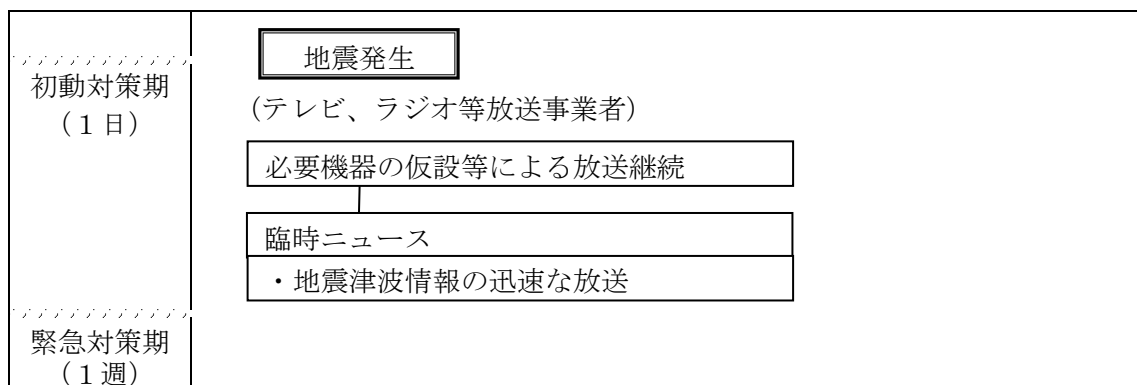 地震発生
初動対策期
（１日）
（テレビ、ラジオ等放送事業者）
必要機器の仮設等による放送継続
臨時ニュース
・地震津波情報の迅速な放送
緊急対策期
（１週）